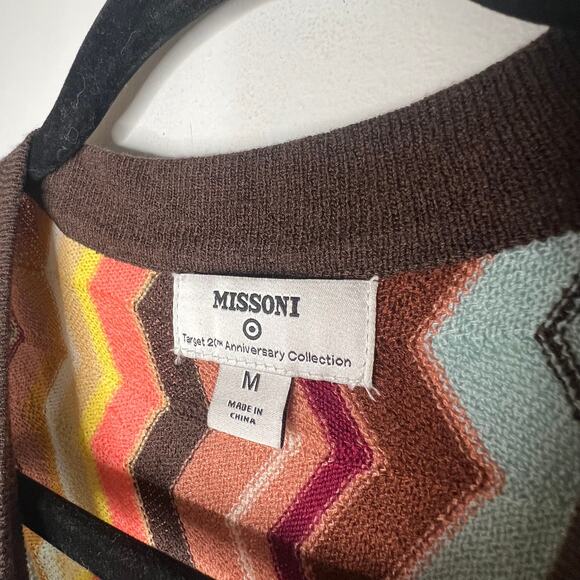 MISSONI
Target 20TH Anniversary Collection
M
MADE IN
CHINA